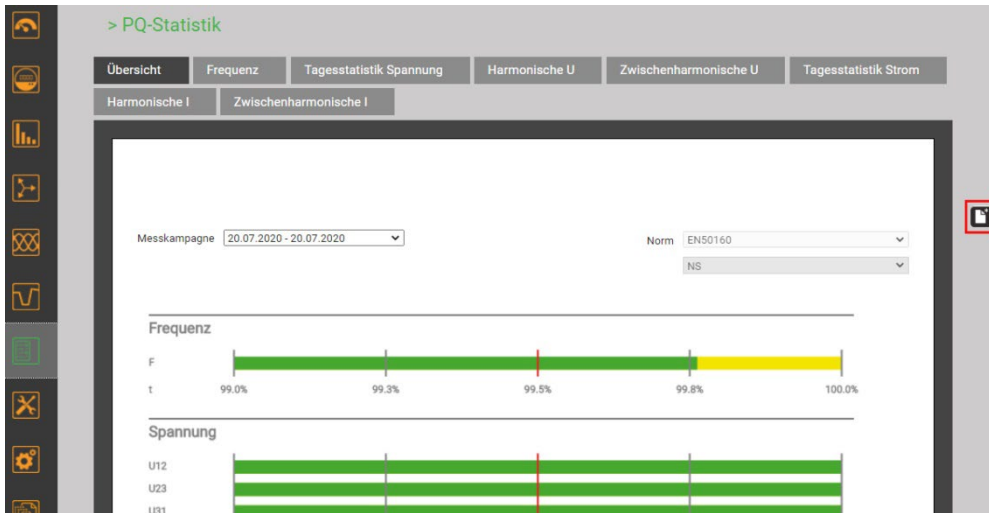 > PQ-Statistik
Übersicht Frequenz Tagesstatistik Spannung Harmonische U Zwischenharmonische U Tagesstatistik Strom
Harmonische I Zwischenharmonische I
Messkampagne 20.07.2020 - 20.07.2020 Norm EN50160
NS
Frequenz
F
t 99.0% 99.3% 99.5% 99.8% 100.0%
Spannung
U12
U23
U31